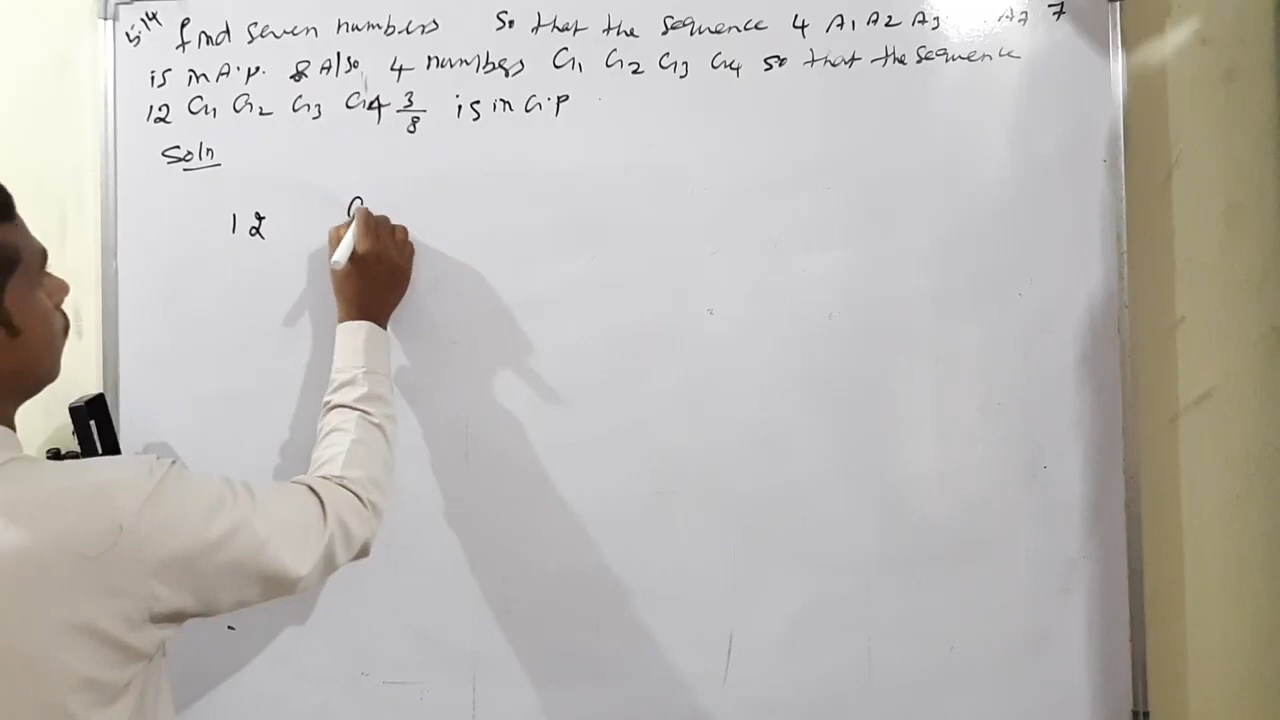 5.14 find seven numbers so that the sequence 4 A1 A2 A3 .. A7 7
is in A.p. & Also 4 numbers G1 G2 G3 G4 so that the sequence
12 G1 G2 G3 G4 3/8 is in G.P
Soln
12 G